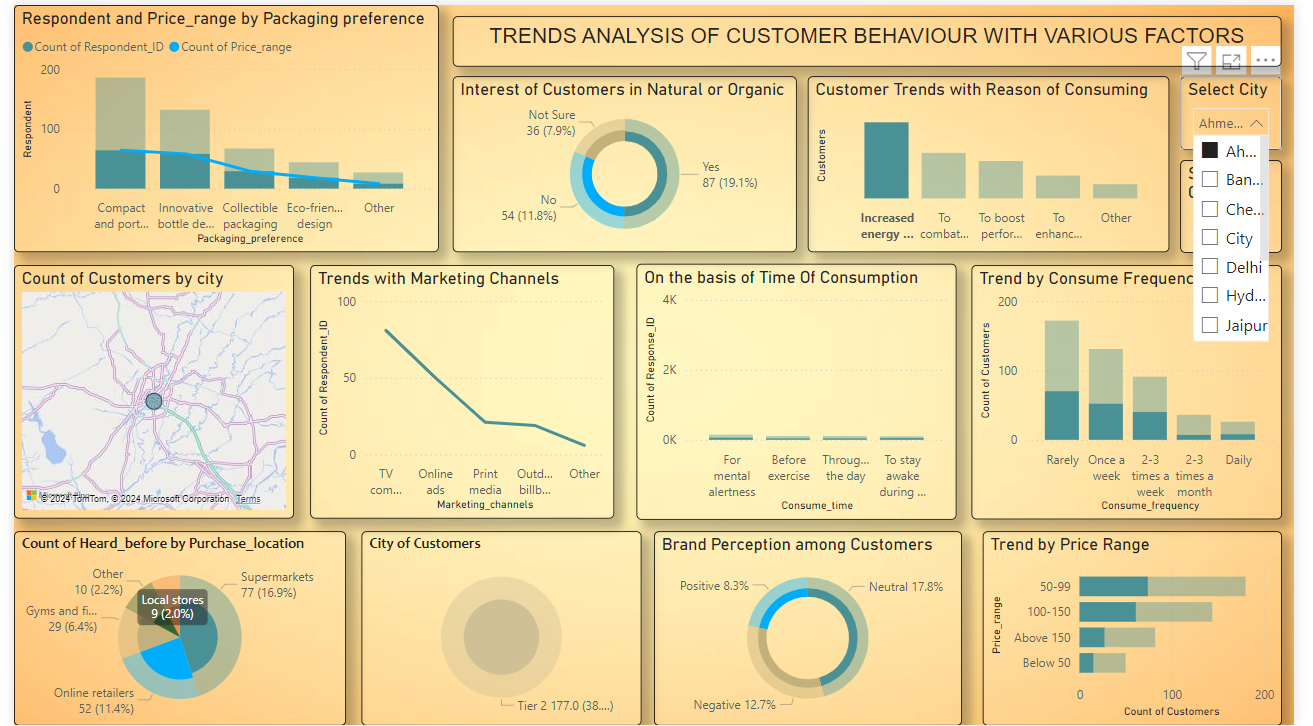 Respondent and Price_range by Packaging preference
Count of Respondent_ID Count of Price_range
200
100
0
Respondent
Compact
and port...
Innovative
bottle de...
Collectible
packaging
Eco-frien...
design
Other
Packaging_preference
TRENDS ANALYSIS OF CUSTOMER BEHAVIOUR WITH VARIOUS FACTORS
Interest of Customers in Natural or Organic
Not Sure
36 (7.9%)
Yes
87 (19.1%)
No
54 (11.8%)
Customer Trends with Reason of Consuming
Customers
Increased
energy ...
To
combat...
To boost
perfor...
To
enhanc...
Other
Select City
Ahme...
Ah...
Ban...
Che...
City
Delhi
Hyd...
Jaipur
Count of Customers by city
© 2024 TomTom, © 2024 Microsoft Corporation Terms
Trends with Marketing Channels
100
50
0
Count of Respondent_ID
TV
com...
Online
ads
Print
media
Outd...
billb...
Other
Marketing_channels
On the basis of Time Of Consumption
4K
2K
0K
Count of Response_ID
For
mental
alertness
Before
exercise
Throug...
the day
To stay
awake
during ...
Consume_time
Trend by Consume Frequenc
200
100
0
Count of Customers
Rarely
Once a
week
2-3
times a
week
2-3
times a
month
Daily
Consume_frequency
Count of Heard_before by Purchase_location
Other
10 (2.2%)
Supermarkets
77 (16.9%)
Local stores
9 (2.0%)
Gyms and fi...
29 (6.4%)
Online retailers
52 (11.4%)
City of Customers
Tier 2 177.0 (38....)
Brand Perception among Customers
Positive 8.3%
Neutral 17.8%
Negative 12.7%
Trend by Price Range
Price_range
50-99
100-150
Above 150
Below 50
0
100
200
Count of Customers